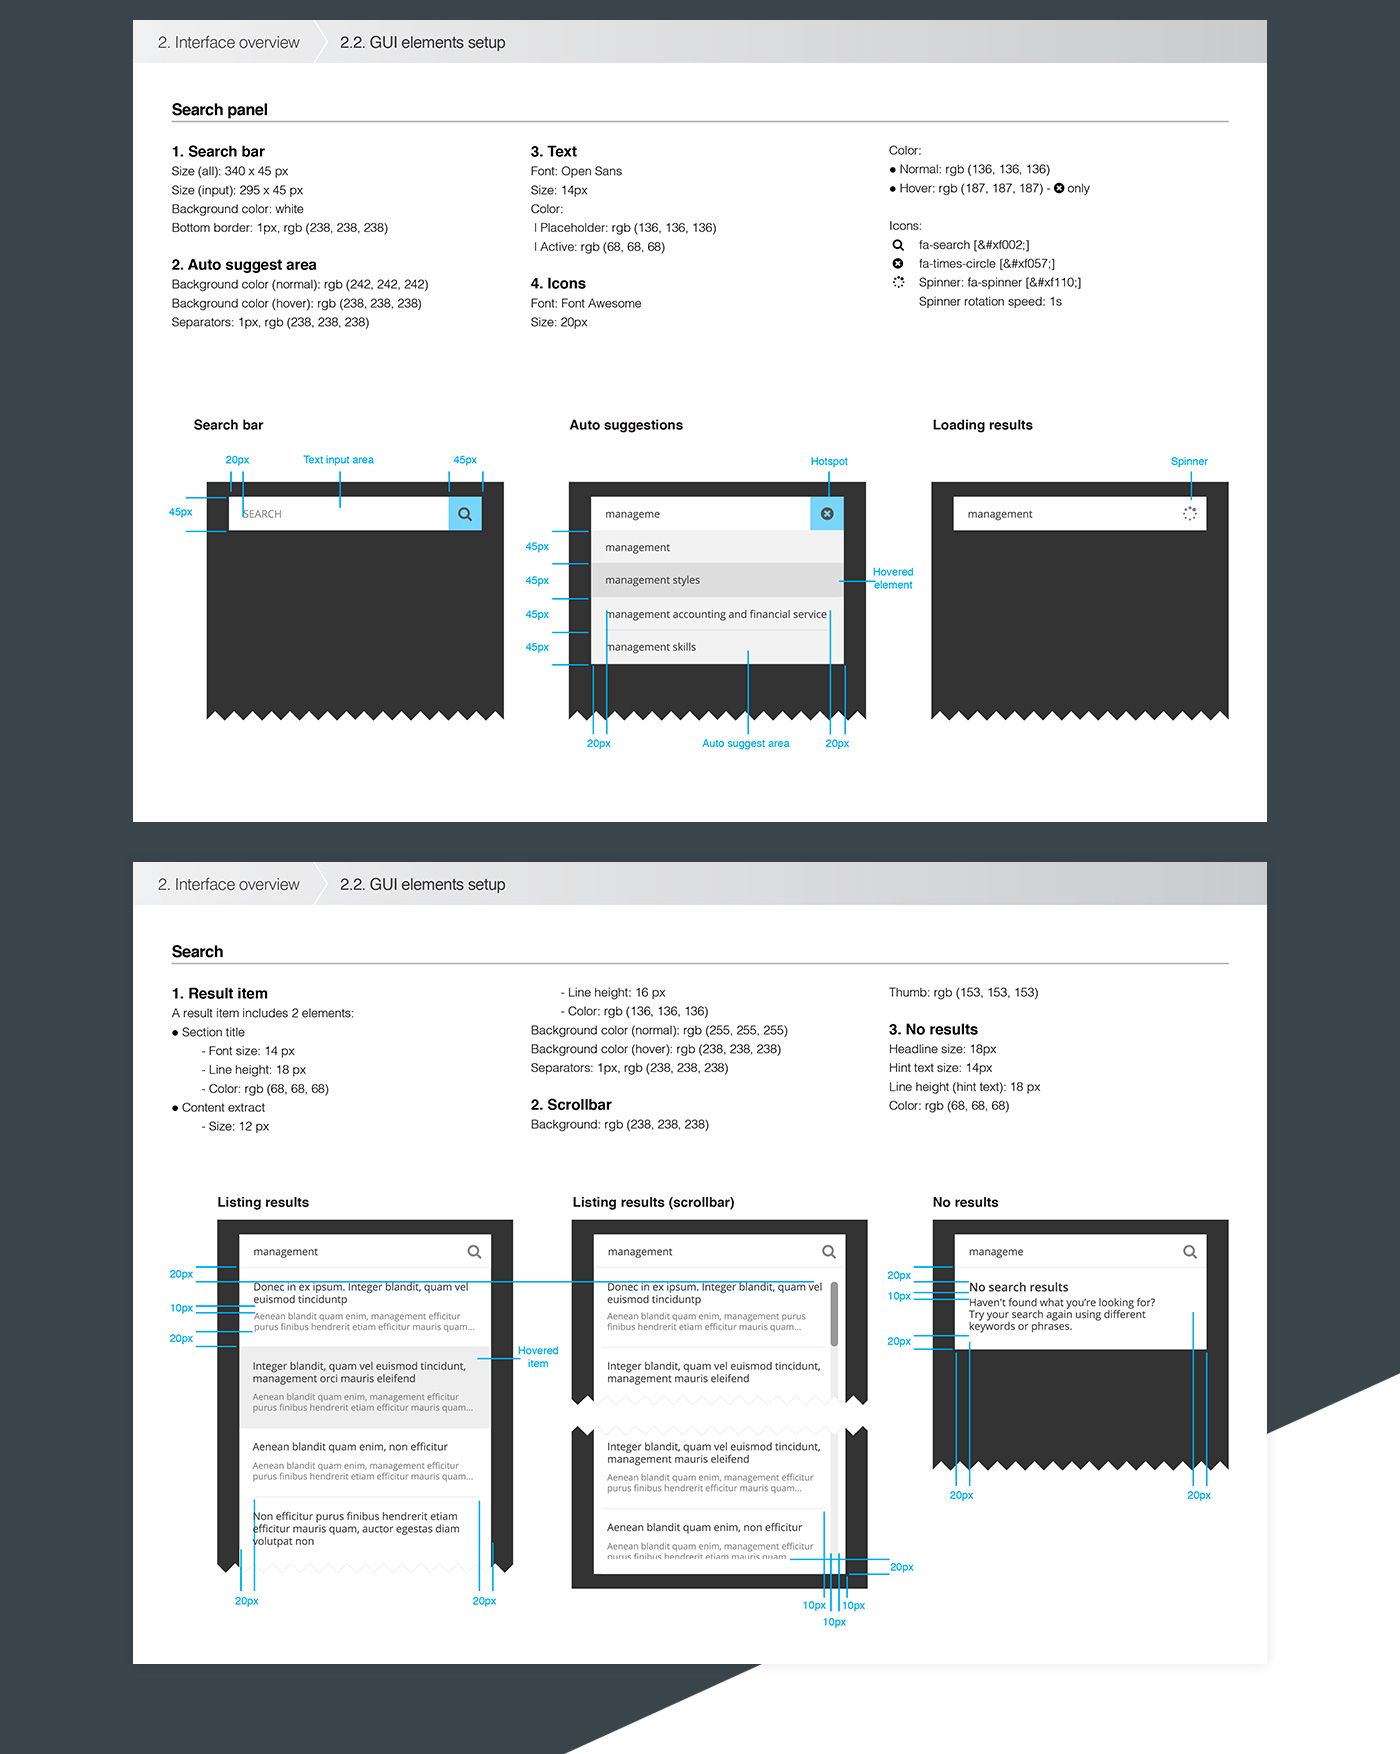 2. Interface overview
2.2. GUI elements setup
Search panel
1. Search bar
Size (all): 340 x 45 px
Size (input): 295 x 45 px
Background color: white
Bottom border: 1px, rgb (238, 238, 238)
2. Auto suggest area
Background color (normal): rgb (242, 242, 242)
Background color (hover): rgb (238, 238, 238)
Separators: 1px, rgb (238, 238, 238)
3. Text
Font: Open Sans
Size: 14px
Color:
| Placeholder: rgb (136, 136, 136)
| Active: rgb (68, 68, 68)
4. Icons
Font: Font Awesome
Size: 20px
Color:
● Normal: rgb (136, 136, 136)
● Hover: rgb (187, 187, 187) - only
Icons:
fa-search [&#xf002;]
fa-times-circle [&#xf057;]
Spinner: fa-spinner [&#xf110;]
Spinner rotation speed: 1s
Search bar
20px
Text input area
45px
45px
SEARCH
Auto suggestions
Hotspot
manageme
45px
management
45px
management styles
Hovered
element
45px
management accounting and financial service
45px
management skills
20px
Auto suggest area
20px
Loading results
Spinner
management
2. Interface overview
2.2. GUI elements setup
Search
1. Result item
A result item includes 2 elements:
● Section title
- Font size: 14 px
- Line height: 18 px
- Color: rgb (68, 68, 68)
● Content extract
- Size: 12 px
- Line height: 16 px
- Color: rgb (136, 136, 136)
Background color (normal): rgb (255, 255, 255)
Background color (hover): rgb (238, 238, 238)
Separators: 1px, rgb (238, 238, 238)
2. Scrollbar
Background: rgb (238, 238, 238)
Thumb: rgb (153, 153, 153)
3. No results
Headline size: 18px
Hint text size: 14px
Line height (hint text): 18 px
Color: rgb (68, 68, 68)
Listing results
management
20px
Donec in ex ipsum. Integer blandit, quam vel
euismod tinciduntp
10px
Aenean blandit quam enim, management efficitur
purus finibus hendrerit etiam efficitur mauris quam...
20px
Integer blandit, quam vel euismod tincidunt,
management orci mauris eleifend
Hovered
item
Aenean blandit quam enim, management efficitur
purus finibus hendrerit etiam efficitur mauris quam...
Aenean blandit quam enim, non efficitur
Aenean blandit quam enim, management efficitur
purus finibus hendrerit etiam efficitur mauris quam...
Non efficitur purus finibus hendrerit etiam
efficitur mauris quam, auctor egestas diam
volutpat non
20px
20px
Listing results (scrollbar)
management
Donec in ex ipsum. Integer blandit, quam vel
euismod tinciduntp
Aenean blandit quam enim, management purus
finibus hendrerit etiam efficitur mauris quam...
Integer blandit, quam vel euismod tincidunt,
management mauris eleifend
Integer blandit, quam vel euismod tincidunt,
management mauris eleifend
Aenean blandit quam enim, management efficitur
purus finibus hendrerit etiam efficitur mauris quam...
Aenean blandit quam enim, non efficitur
Aenean blandit quam enim, management efficitur
purus finibus hendrerit etiam efficitur mauris quam
20px
10px
10px
10px
No results
manageme
20px
No search results
10px
Haven't found what you're looking for?
Try your search again using different
keywords or phrases.
20px
20px
20px